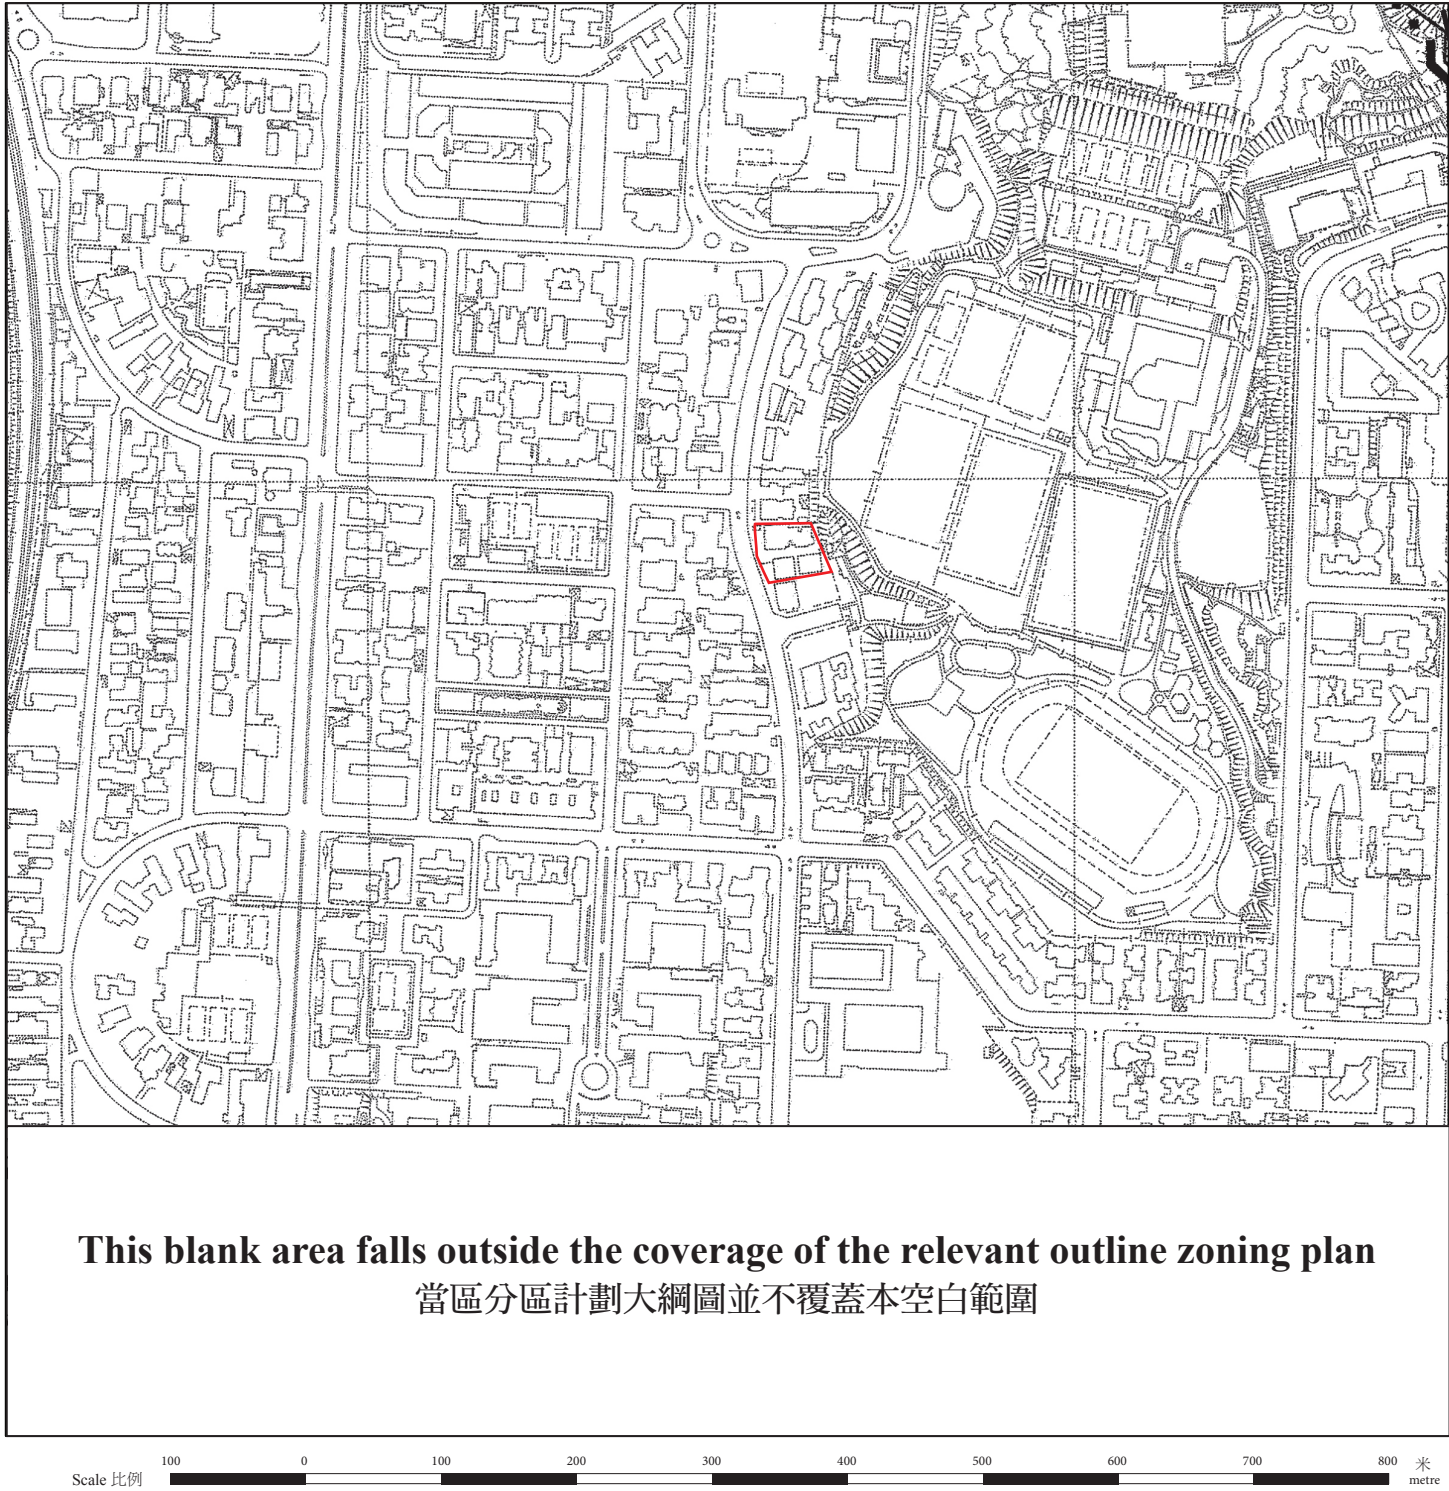 This blank area falls outside the coverage of the relevant outline zoning plan
當區分區計劃大綱圖並不覆蓋本空白範圍
100 0 100 200 300 400 500 600 700 800 米
Scale 比例 metre